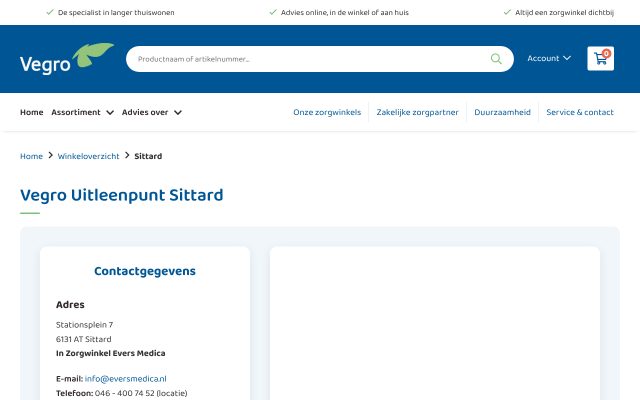 De specialist in langer thuiswonen
Advies online, in de winkel of aan huis
Altijd een zorgwinkel dichtbij
Vegro
Productnaam of artikelnummer...
Account
0
Home
Assortiment
Advies over
Onze zorgwinkels
Zakelijke zorgpartner
Duurzaamheid
Service & contact
Home > Winkeloverzicht > Sittard
Vegro Uitleenpunt Sittard
Contactgegevens
Adres
Stationsplein 7
6131 AT Sittard
In Zorgwinkel Evers Medica
E-mail: info@eversmedica.nl
Telefoon: 046 - 400 74 52 (locatie)